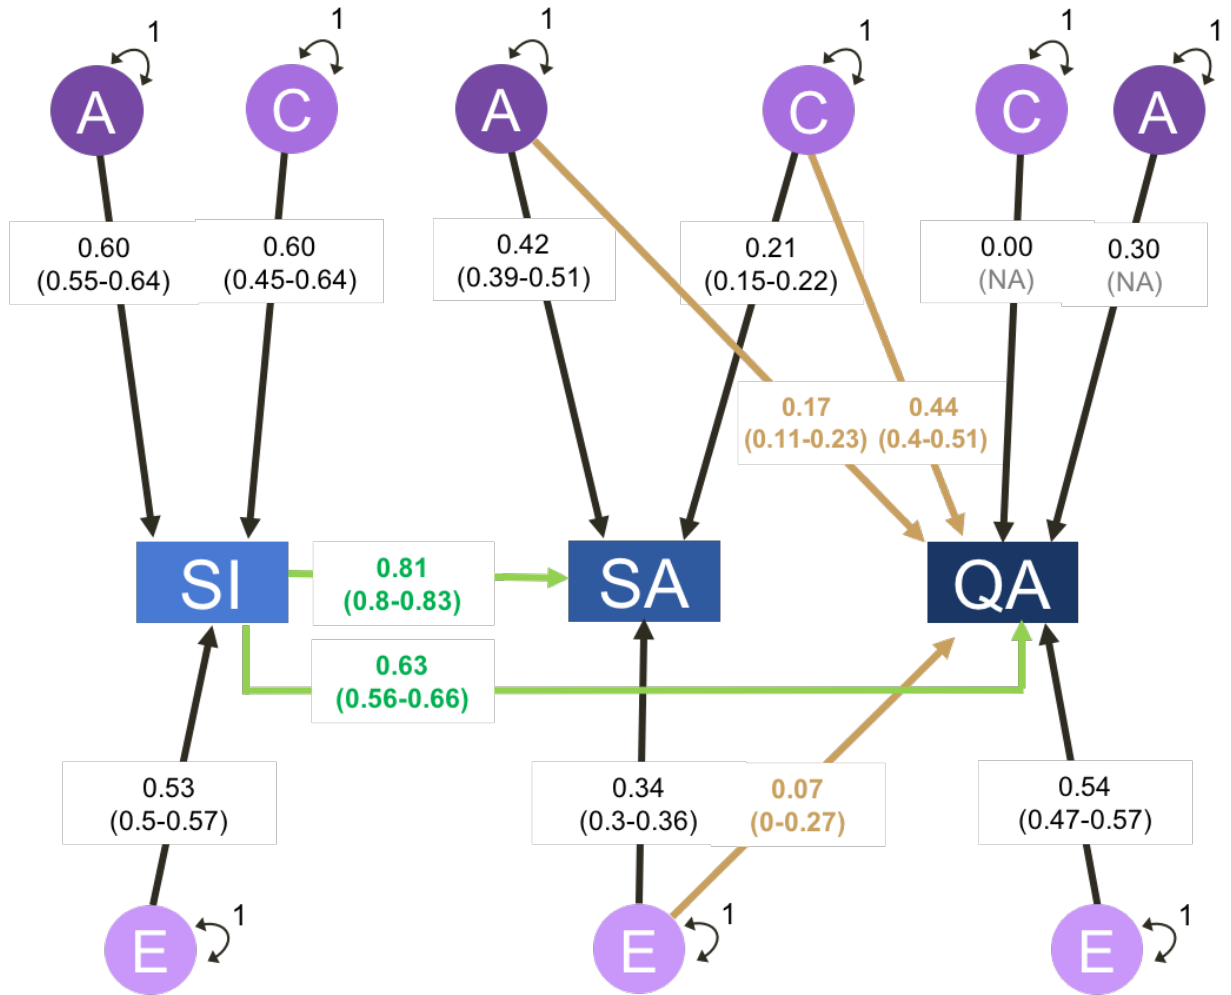 1
1
1
1
1
1
A
C
A
C
C
A
0.60
(0.55-0.64)
0.60
(0.45-0.64)
0.42
(0.39-0.51)
0.21
(0.15-0.22)
0.00
(NA)
0.30
(NA)
0.17
(0.11-0.23)
0.44
(0.4-0.51)
SI
0.81
(0.8-0.83)
SA
QA
0.63
(0.56-0.66)
0.53
(0.5-0.57)
0.34
(0.3-0.36)
0.07
(0-0.27)
0.54
(0.47-0.57)
E
1
E
1
E
1